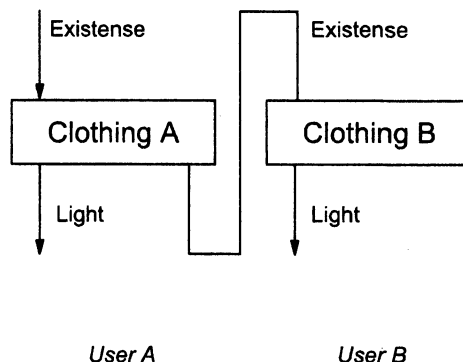 Existense Existense
Clothing A Clothing B
Light Light
User A User B